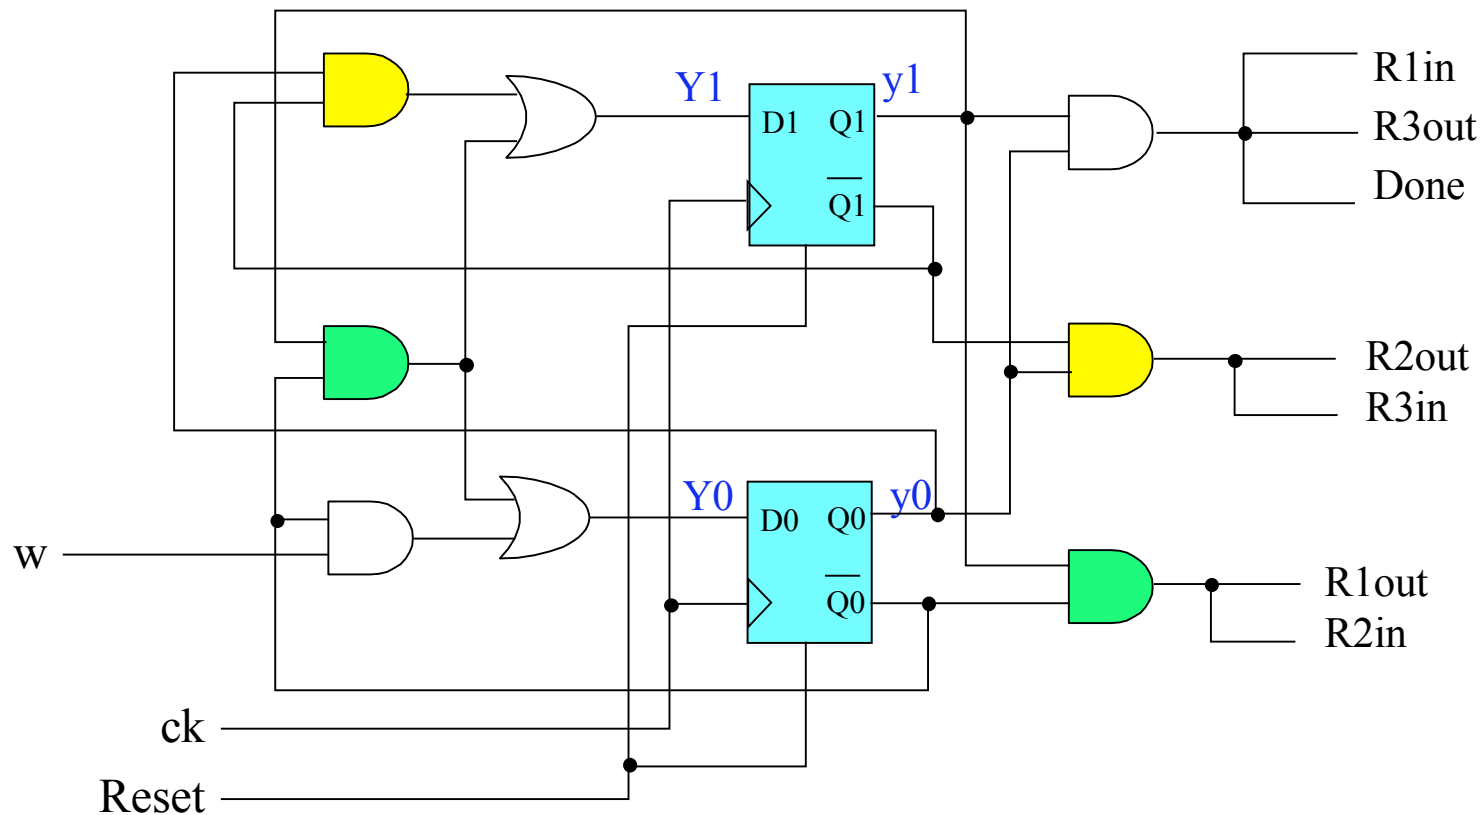 Y1
y1
D1
Q1
Q1
R1in
R3out
Done
R2out
R3in
Y0
y0
D0
Q0
Q0
w
R1out
R2in
ck
Reset